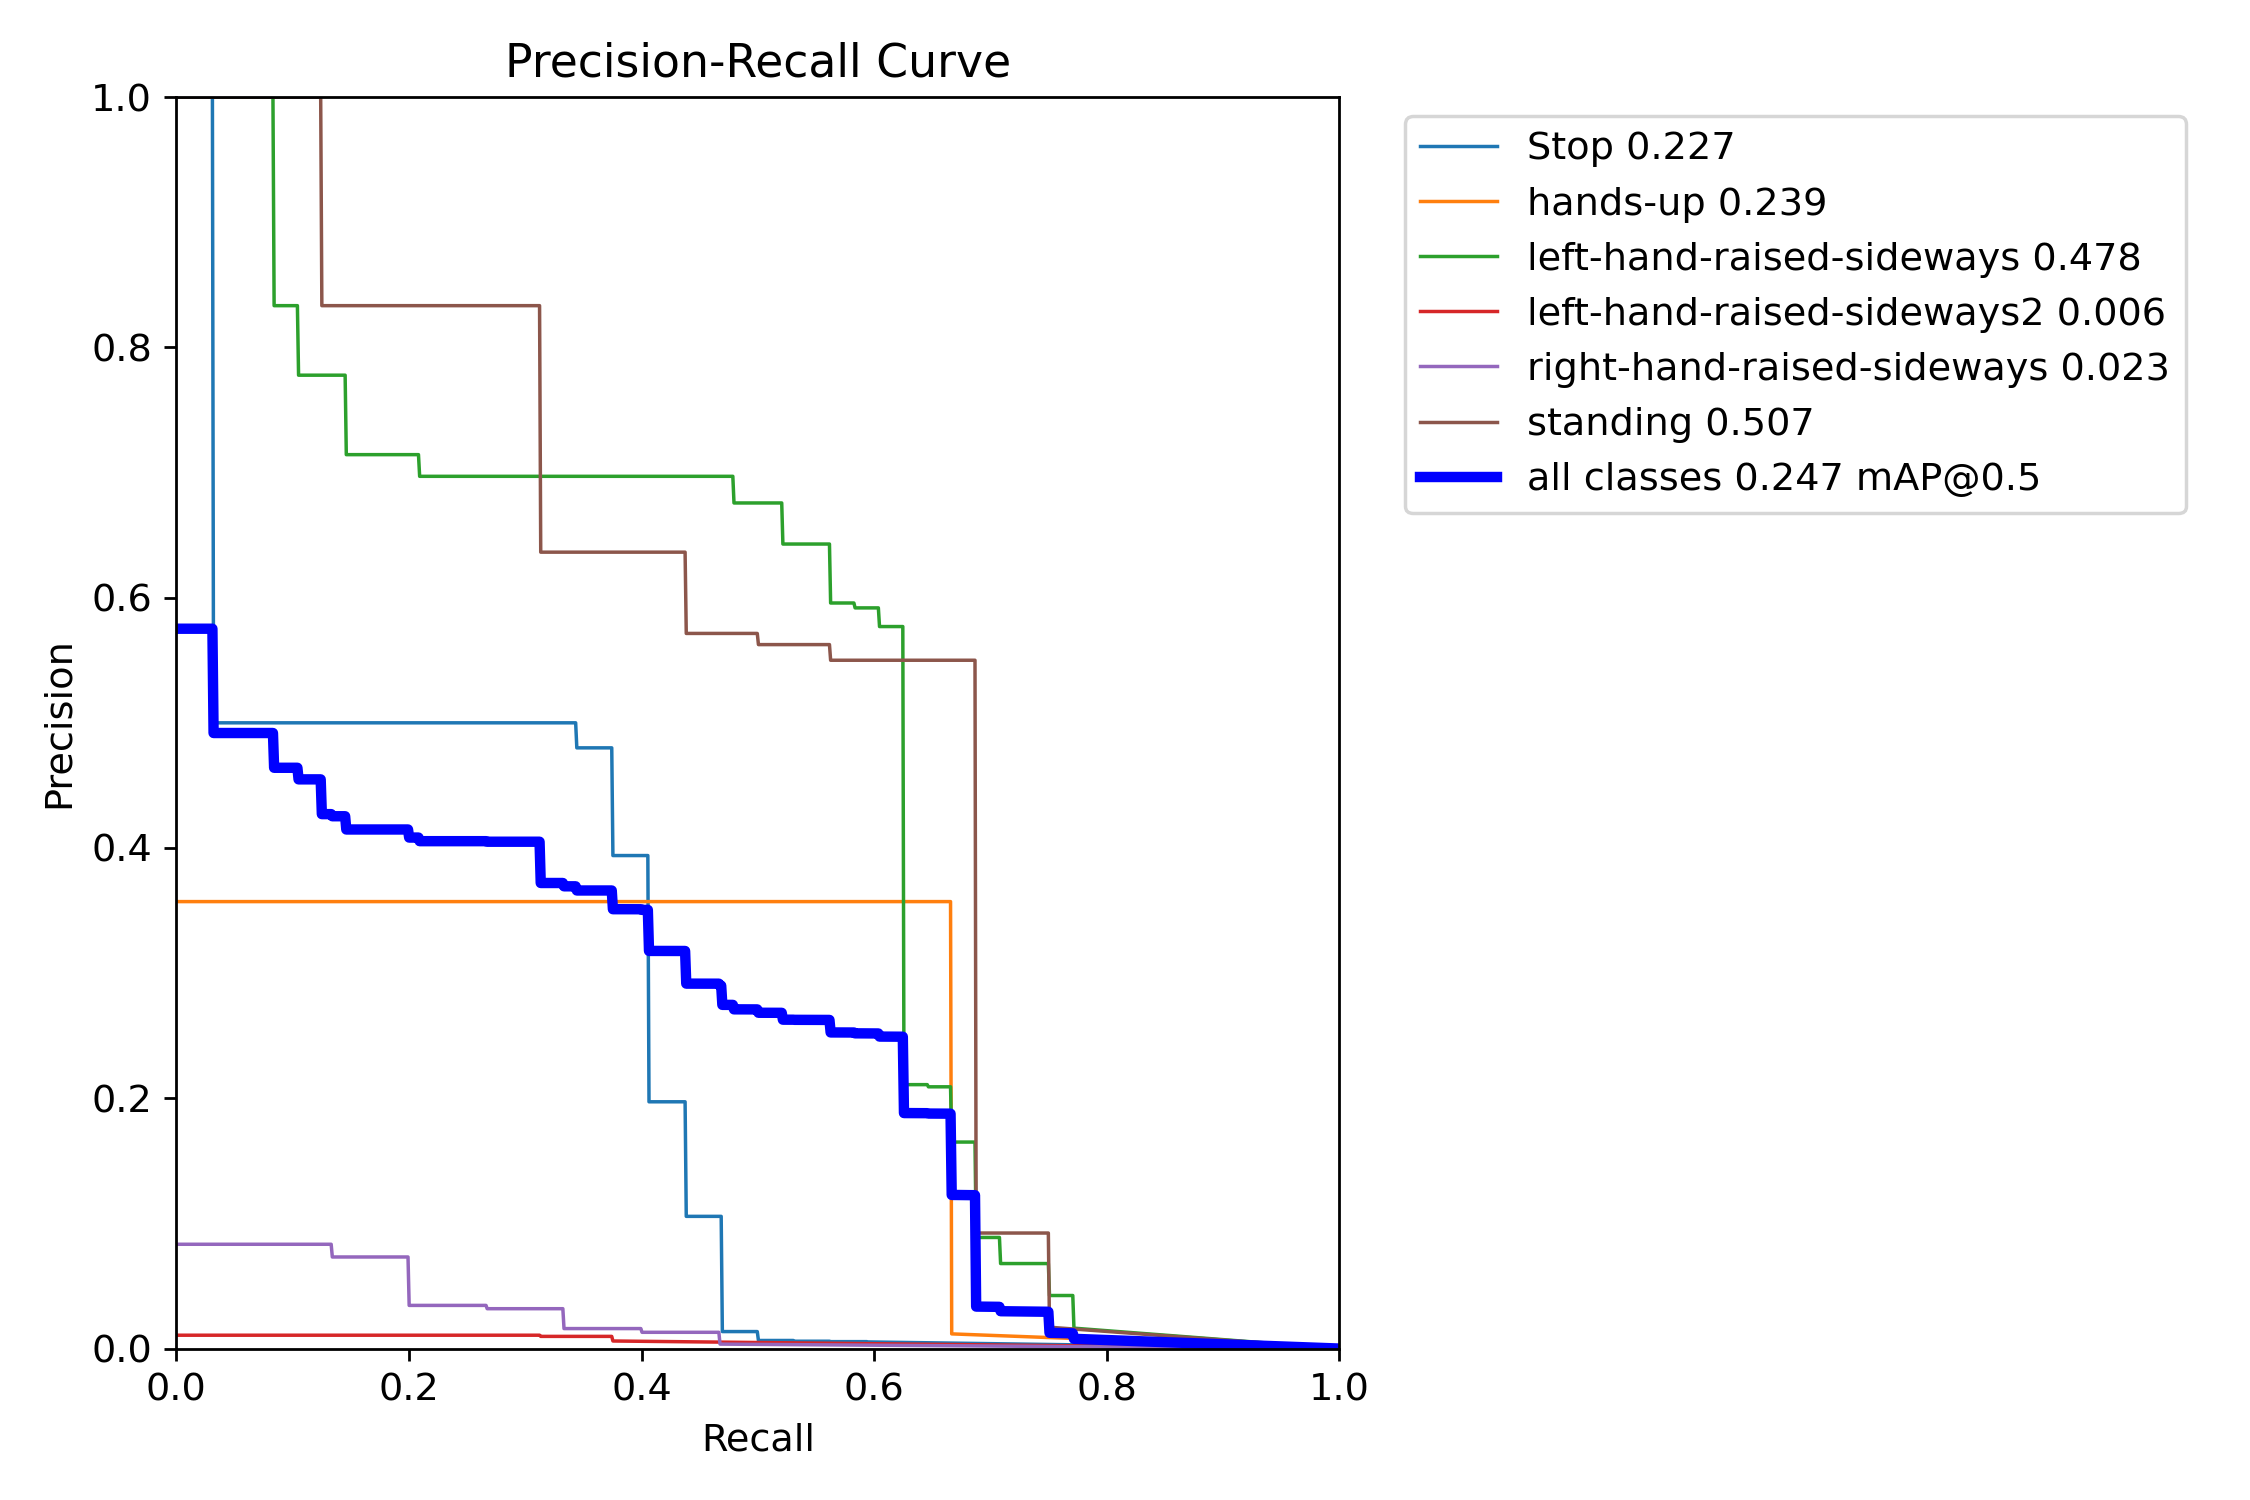 Precision-Recall Curve
1.0
0.8
0.6
0.4
0.2
0.0
Precision
0.0 0.2 0.4 0.6 0.8 1.0
Recall
Stop 0.227
hands-up 0.239
left-hand-raised-sideways 0.478
left-hand-raised-sideways2 0.006
right-hand-raised-sideways 0.023
standing 0.507
all classes 0.247 mAP@0.5